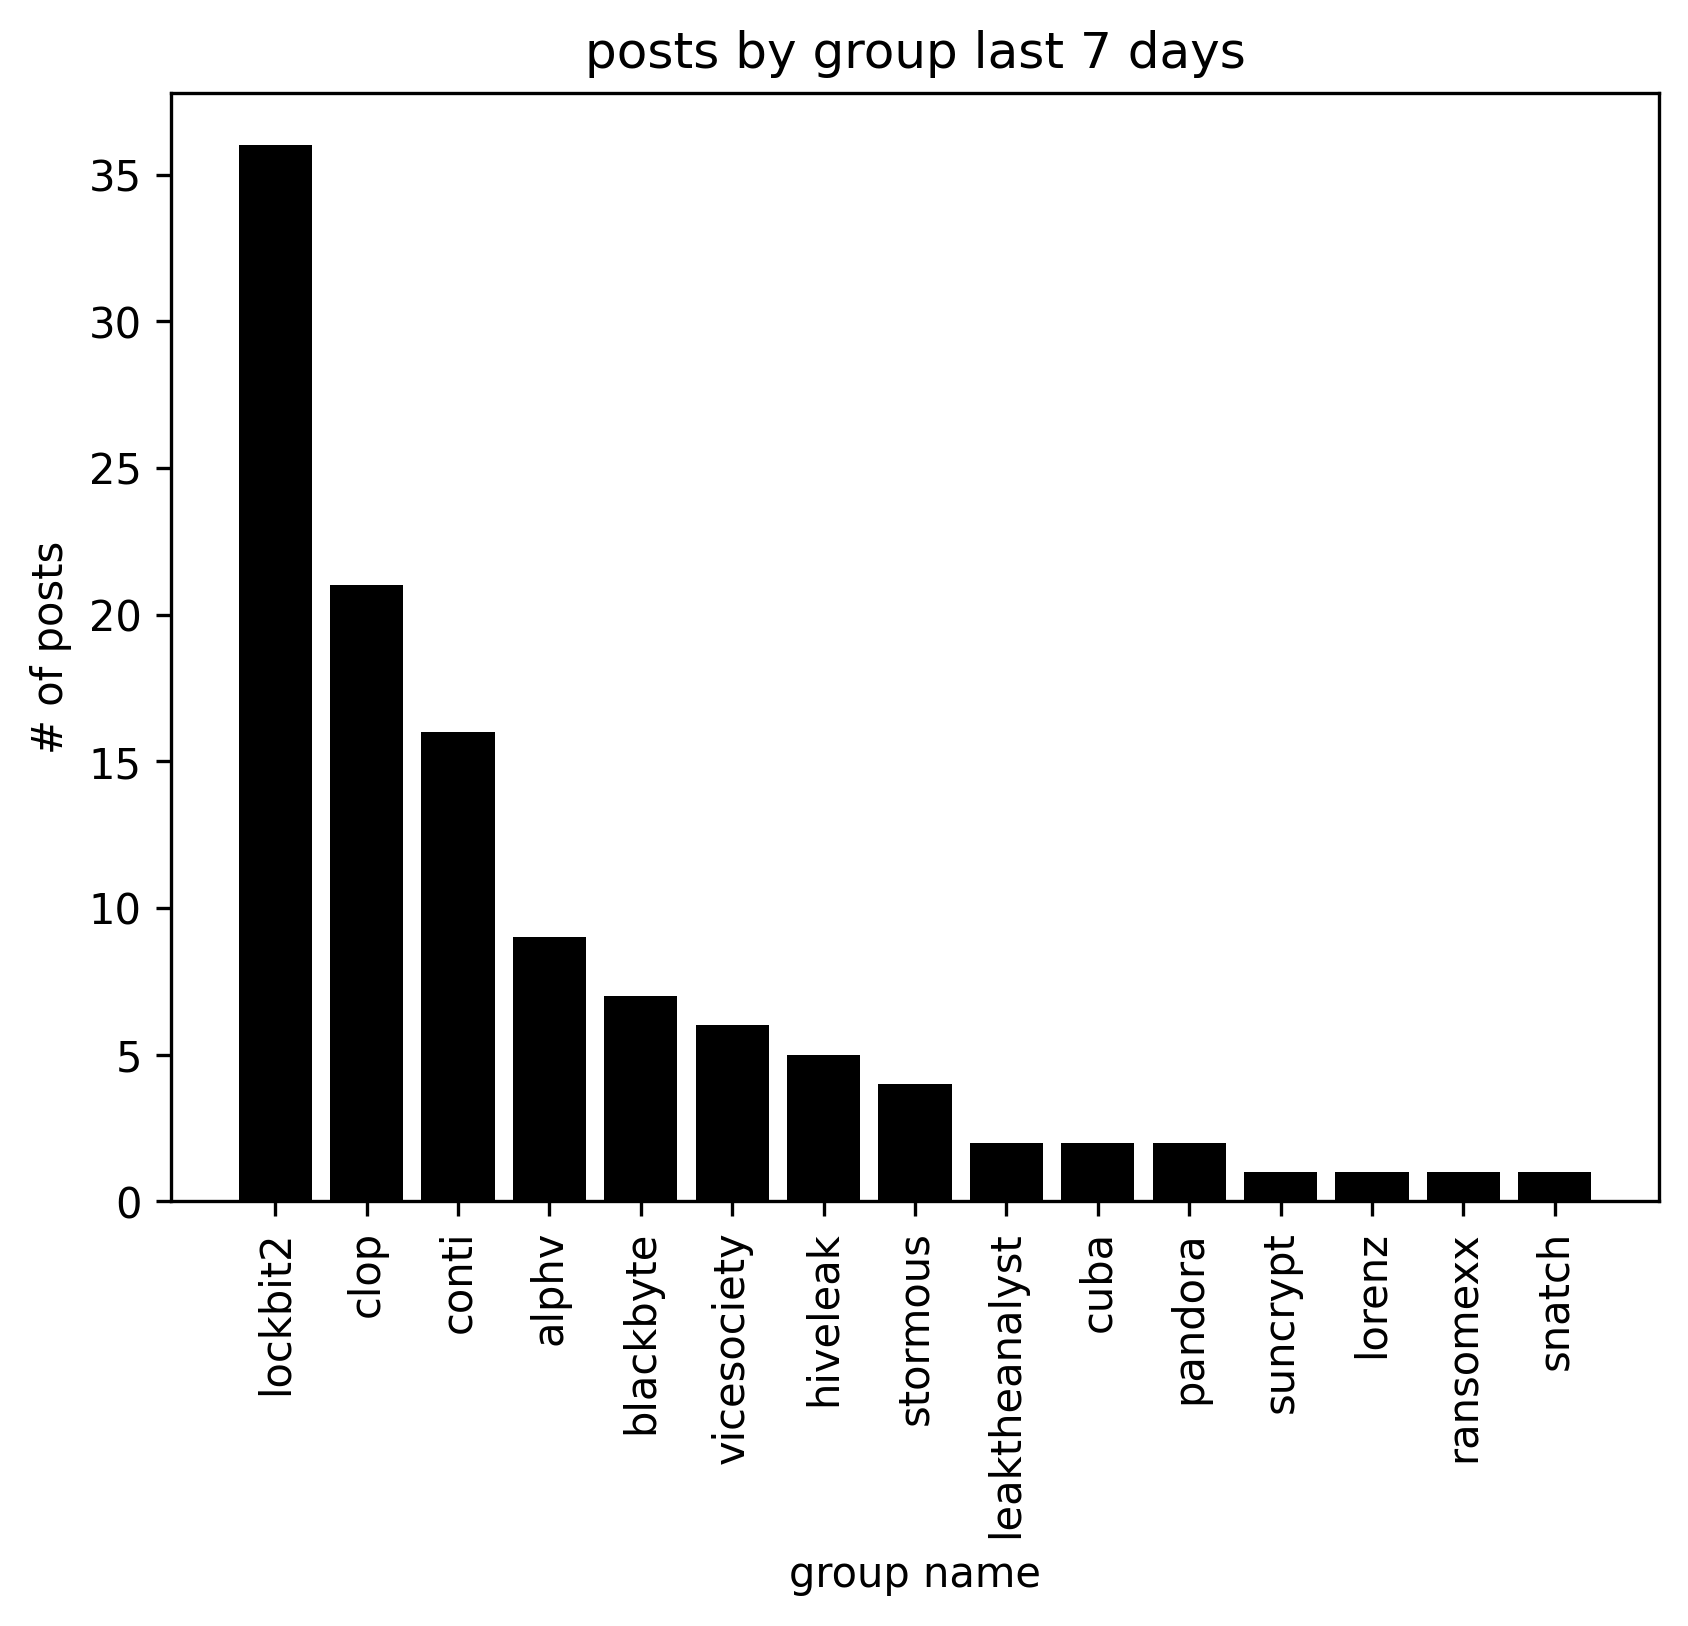 posts by group last 7 days
# of posts
35
30
25
20
15
10
5
0
lockbit2
clop
conti
alphv
blackbyte
vicesociety
hiveleak
stormous
leaktheanalyst
cuba
pandora
suncrypt
lorenz
ransomexx
snatch
group name